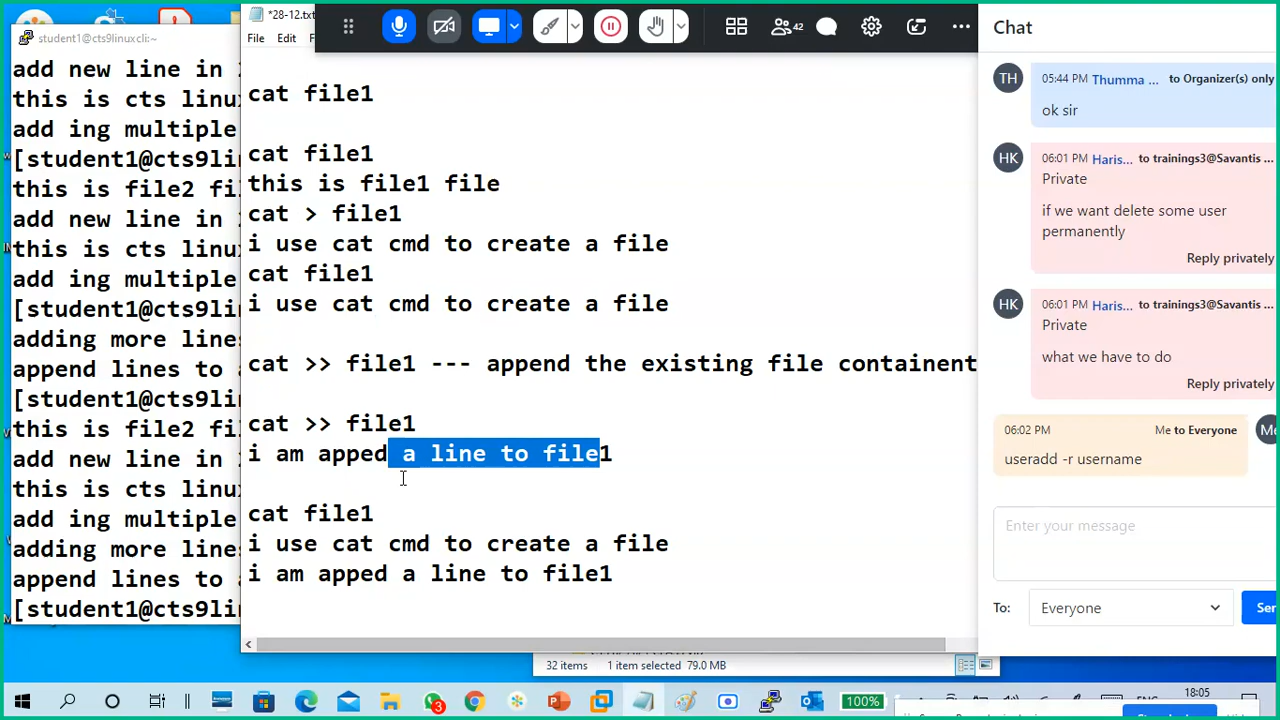 student1@cts9linuxcli:~
add new line in
this is cts linux
add ing multiple
[student1@cts9li
this is file2 fi
add new line in
this is cts linux
add ing multiple
[student1@cts9li
adding more lines
append lines to a
[student1@cts9li
this is file2 fi
add new line in
this is cts linux
add ing multiple
adding more lines
append lines to a
[student1@cts9li
*28-12.txt
File Edit
cat file1
cat file1
this is file1 file
cat > file1
i use cat cmd to create a file
cat file1
i use cat cmd to create a file
cat >> file1 --- append the existing file containent
cat >> file1
i am apped a line to file1
cat file1
i use cat cmd to create a file
i am apped a line to file1
32 items 1 item selected 79.0 MB
42
Chat
TH
05:44 PM Thumma ... to Organizer(s) only
ok sir
HK
06:01 PM Haris... to trainings3@Savantis ...
Private
if we want delete some user
permanently
Reply privately
HK
06:01 PM Haris... to trainings3@Savantis ...
Private
what we have to do
Reply privately
06:02 PM Me to Everyone
Me
useradd -r username
Enter your message
To: Everyone
Sen
3
100%
18:05